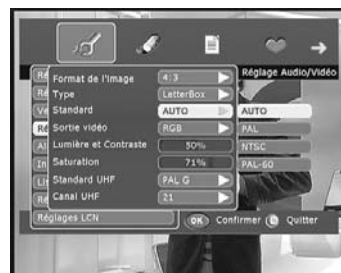 Réglage Audio/Vidéo
Format de l'Image 4:3
Type LetterBox
Standard AUTO
AUTO
Sortie vidéo RGB
PAL
Lumière et Contraste 50%
NTSC
Saturation 71%
PAL-60
Standard UHF PAL G
Canal UHF 21
Réglages LCN
OK Confirmer Quitter